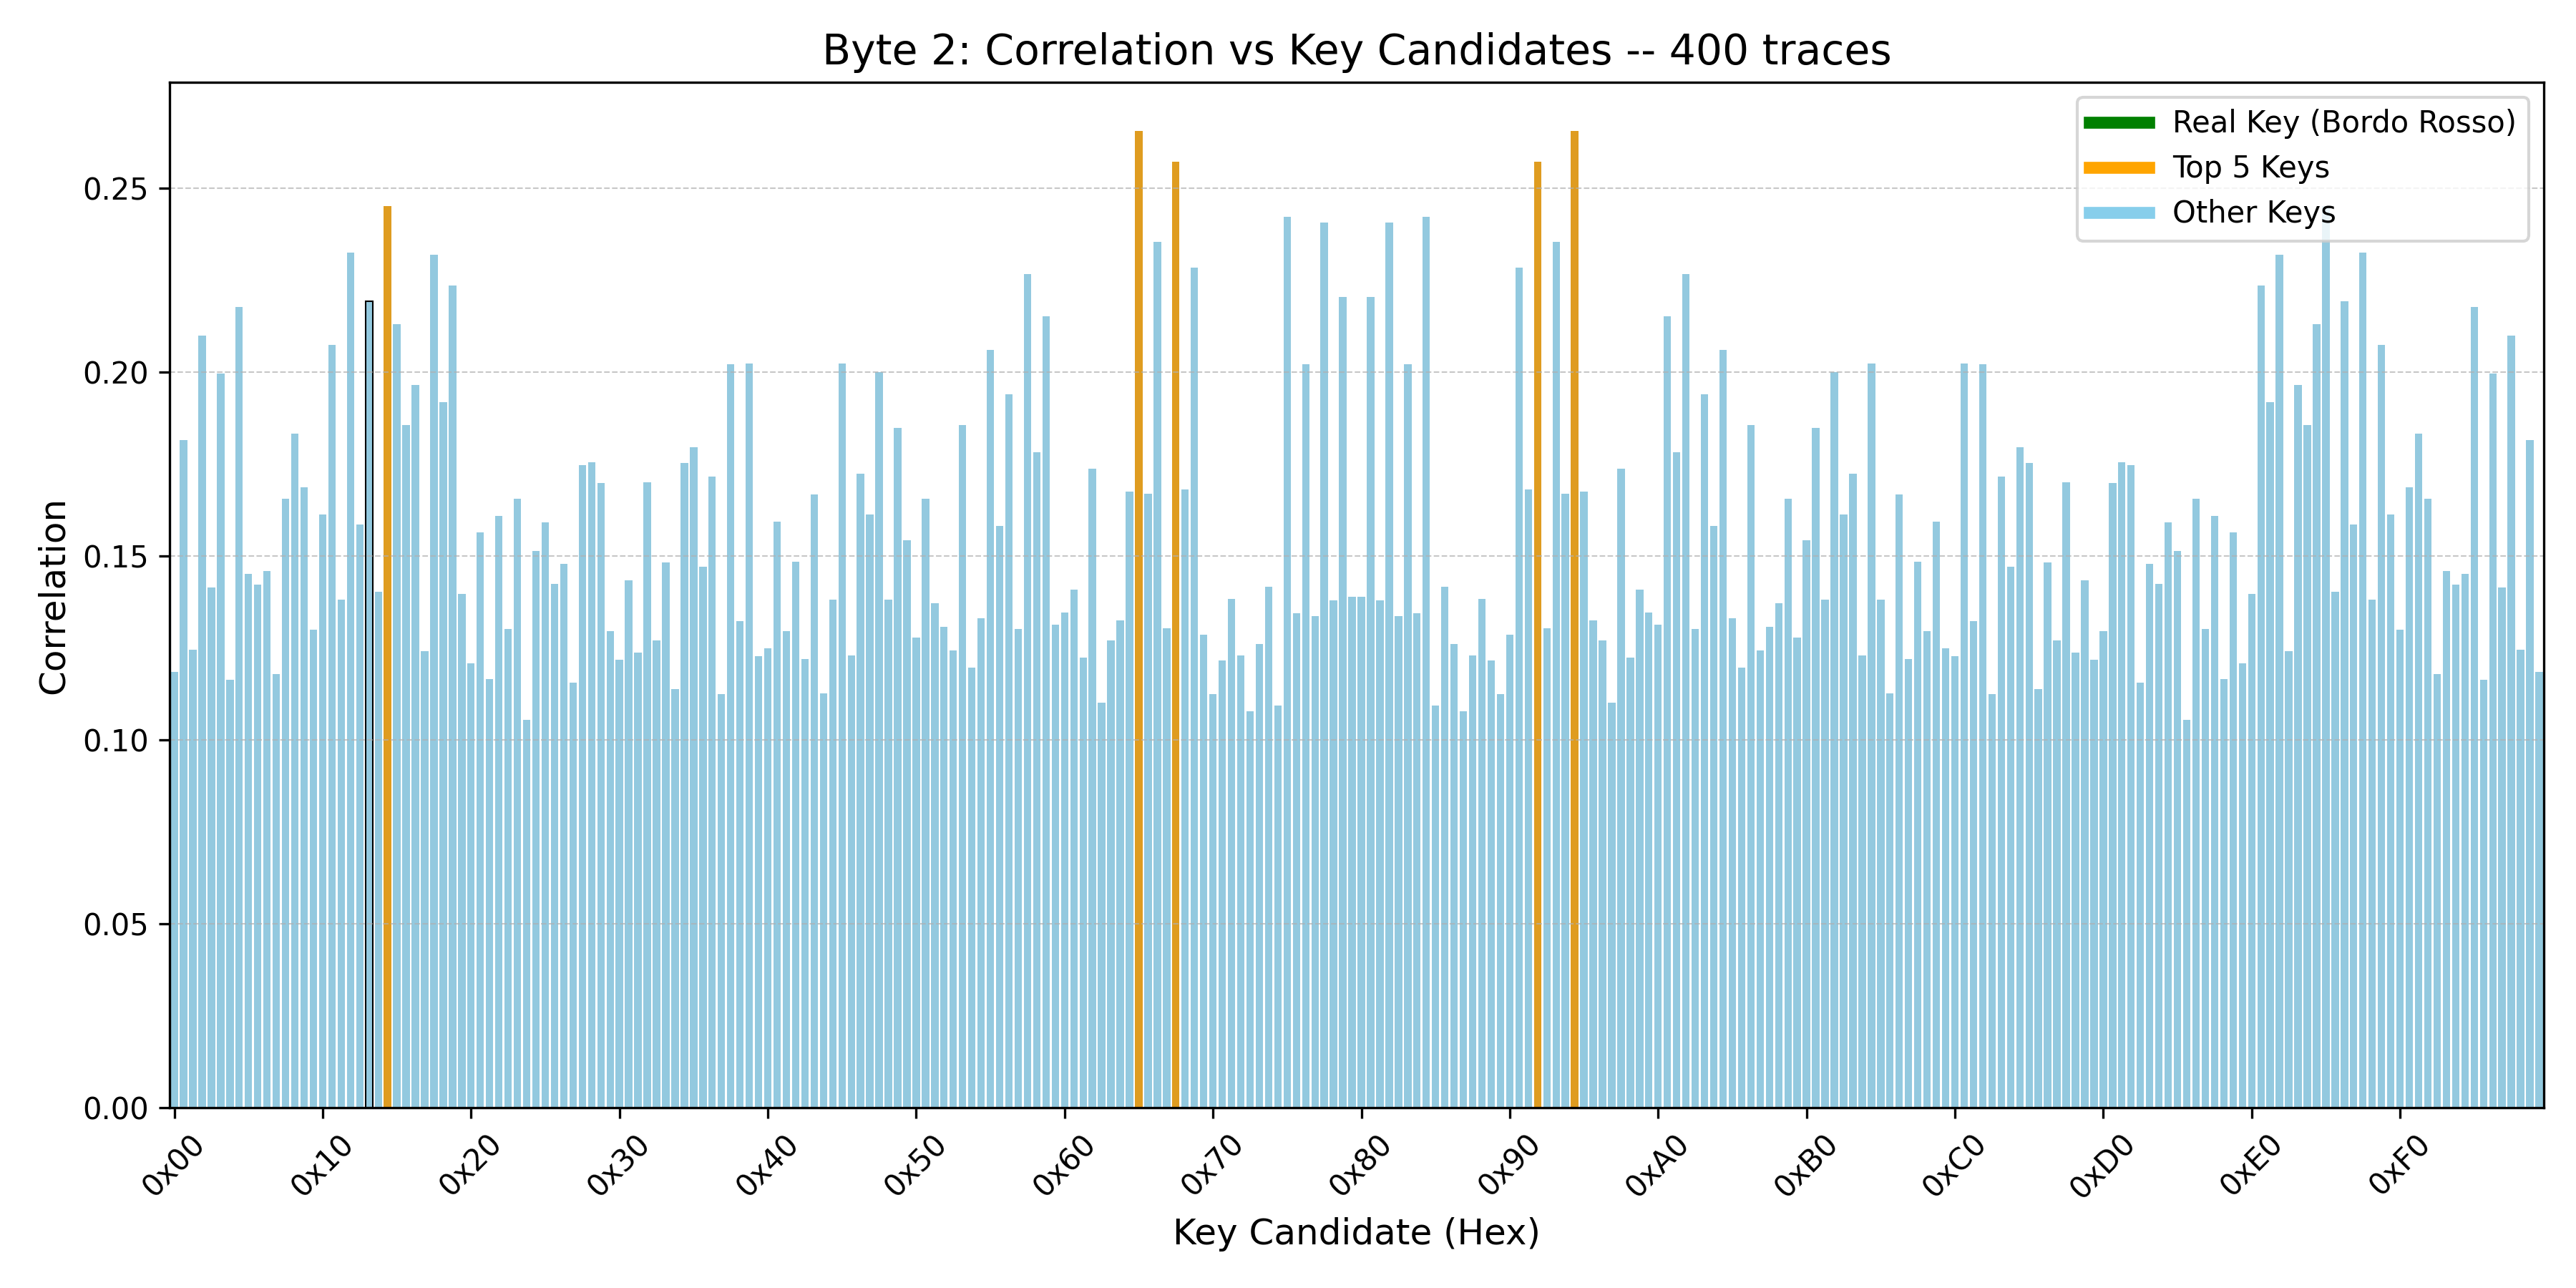 Byte 2: Correlation vs Key Candidates -- 400 traces
Real Key (Bordo Rosso)
Top 5 Keys
Other Keys
Correlation
0.25
0.20
0.15
0.10
0.05
0.00
0x00 0x10 0x20 0x30 0x40 0x50 0x60 0x70 0x80 0x90 0xA0 0xB0 0xC0 0xD0 0xE0 0xF0
Key Candidate (Hex)